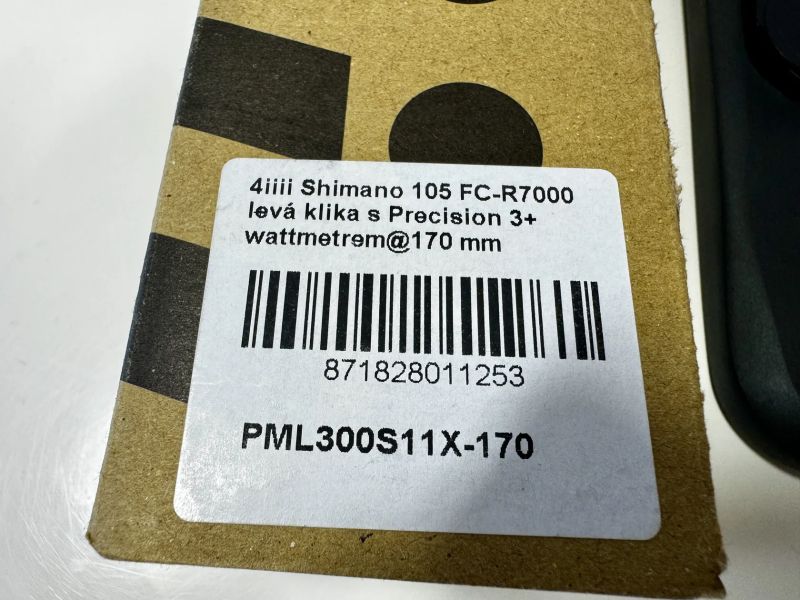 4iiii Shimano 105 FC-R7000
levá klika s Precision 3+
wattmetrem@170 mm
871828011253
PML300S11X-170